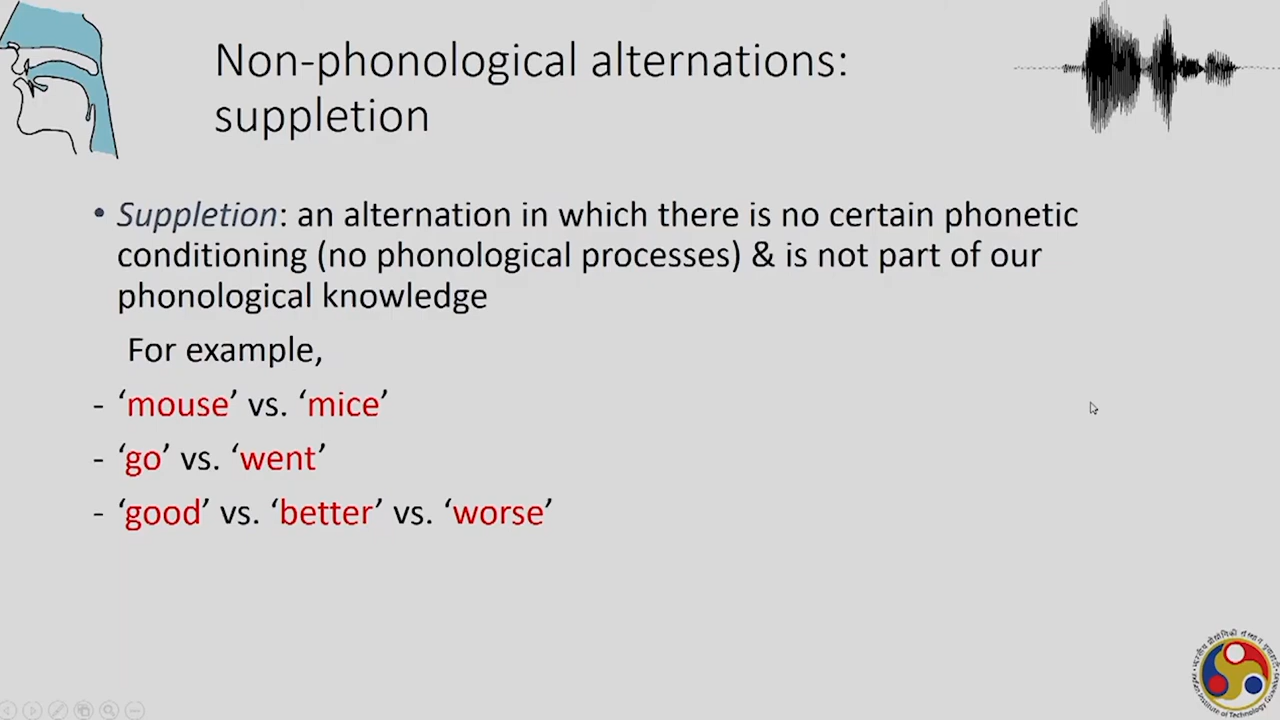 Non-phonological alternations:
suppletion
• Suppletion: an alternation in which there is no certain phonetic
conditioning (no phonological processes) & is not part of our
phonological knowledge
For example,
- ‘mouse’ vs. ‘mice’
- ‘go’ vs. ‘went’
- ‘good’ vs. ‘better’ vs. ‘worse’